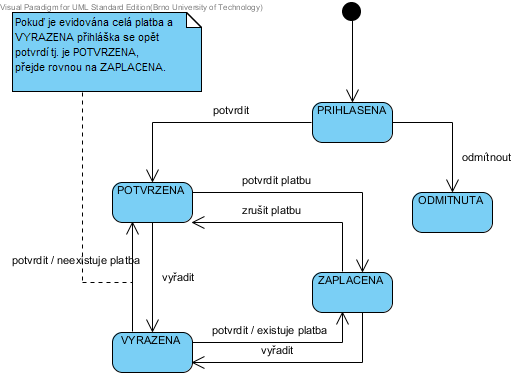 Visual Paradigm for UML Standard Edition(Brno University of Technology)
Pokud je evidována celá platba a
VYRAZENA přihláška se opět
potvrdí tj. je POTVRZENA,
přejde rovnou na ZAPLACENA.
PRIHLASENA
potvrdit
odmítnout
POTVRZENA
potvrdit platbu
ODMITNUTA
zrušit platbu
potvrdit / neexistuje platba
vyřadit
ZAPLACENA
VYRAZENA
potvrdit / existuje platba
vyřadit